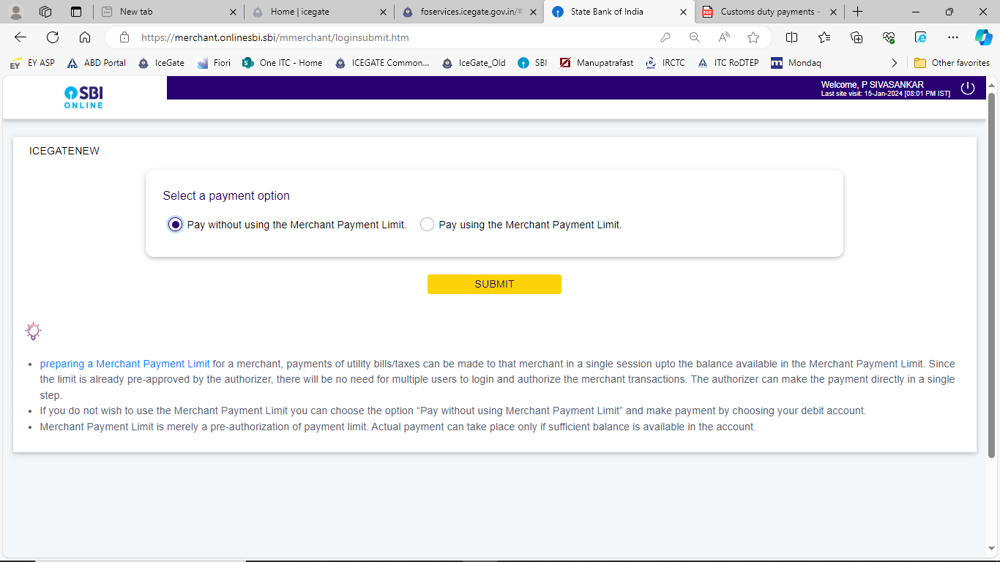 New tab
Home | icegate
foservices.icegate.gov.in/#
State Bank of India
PDF
Customs duty payments -
https://merchant.onlinesbi.sbi/mmerchant/loginsubmit.htm
EY
EY ASP
ABD Portal
IceGate
Fiori
One ITC - Home
ICEGATE Common...
IceGate_Old
SBI
Manupatrafast
IRCTC
ITC RoDTEP
Mondaq
Other favorites
SBI
ONLINE
Welcome, P SIVASANKAR
Last site visit: 15-Jan-2024 [08:01 PM IST]
ICEGATENEW
Select a payment option
Pay without using the Merchant Payment Limit.
Pay using the Merchant Payment Limit.
SUBMIT
• preparing a Merchant Payment Limit for a merchant, payments of utility bills/taxes can be made to that merchant in a single session upto the balance available in the Merchant Payment Limit. Since
the limit is already pre-approved by the authorizer, there will be no need for multiple users to login and authorize the merchant transactions. The authorizer can make the payment directly in a single
step.
• If you do not wish to use the Merchant Payment Limit you can choose the option “Pay without using Merchant Payment Limit” and make payment by choosing your debit account.
• Merchant Payment Limit is merely a pre-authorization of payment limit. Actual payment can take place only if sufficient balance is available in the account.